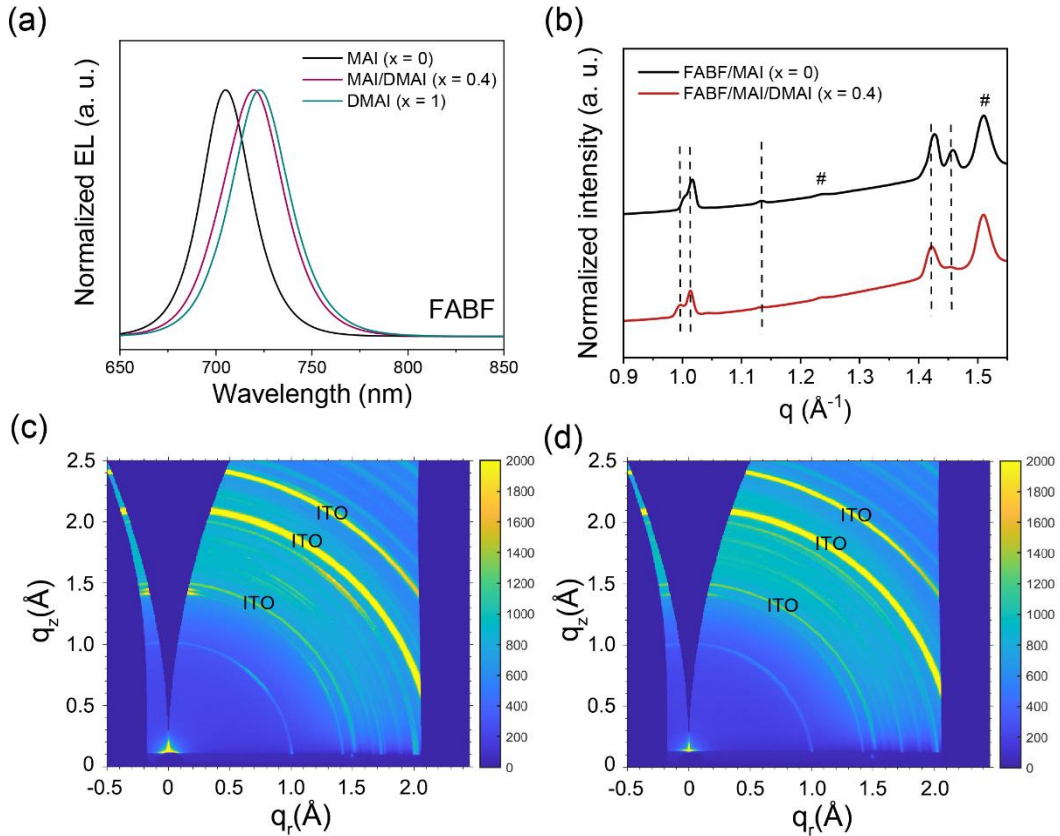 (a)
Normalized EL (a. u.)
MAI (x = 0)
MAI/DMAI (x = 0.4)
DMAI (x = 1)
FABF
650 700 750 800 850
Wavelength (nm)
(b)
Normalized intensity (a. u.)
FABF/MAI (x = 0)
FABF/MAI/DMAI (x = 0.4)
#
#
0.9 1.0 1.1 1.2 1.3 1.4 1.5
q (Å⁻¹)
(c)
2.5
2.0
1.5
1.0
0.5
0
q_z(Å)
ITO
ITO
ITO
-0.5 0 0.5 1.0 1.5 2.0
q_r(Å)
2000
1800
1600
1400
1200
1000
800
600
400
200
0
(d)
2.5
2.0
1.5
1.0
0.5
0
q_z(Å)
ITO
ITO
ITO
-0.5 0 0.5 1.0 1.5 2.0
q_r(Å)
2000
1800
1600
1400
1200
1000
800
600
400
200
0